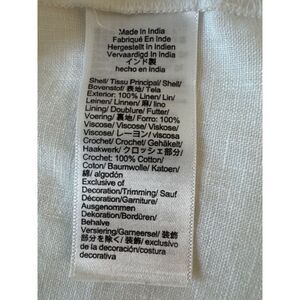 Made In India
Fabriqué En Inde
Hergestellt in Indien
Vervaardigd In India
インド製
hecho en india
Shell/ Tissu Principal/ Shell/
Bovenstof/ 表地/ Tela
Exterior: 100% Linen/ Lin/
Leinen/ Linnen/ 麻/ lino
Lining/ Doublure/ Futter/
Voering/ 裏地/ Forro: 100%
Viscose/ Viscose/ Viskose/
Viscose/ レーヨン/ viscosa
Crochet/ Crochet/ Gehäkelt/
Haakwerk/ クロッシェ部分/
Crochet: 100% Cotton/
Coton/ Baumwolle/ Katoen/
綿/ algodón
Exclusive of
Decoration/Trimming/ Sauf
Décoration/Garniture/
Ausgenommen
Dekoration/Bordüren/
Behalve
Versiering/Garneersel/ 装飾
部分を除く/ 装飾/ exclusivo
de la decoración/costura
decorativa